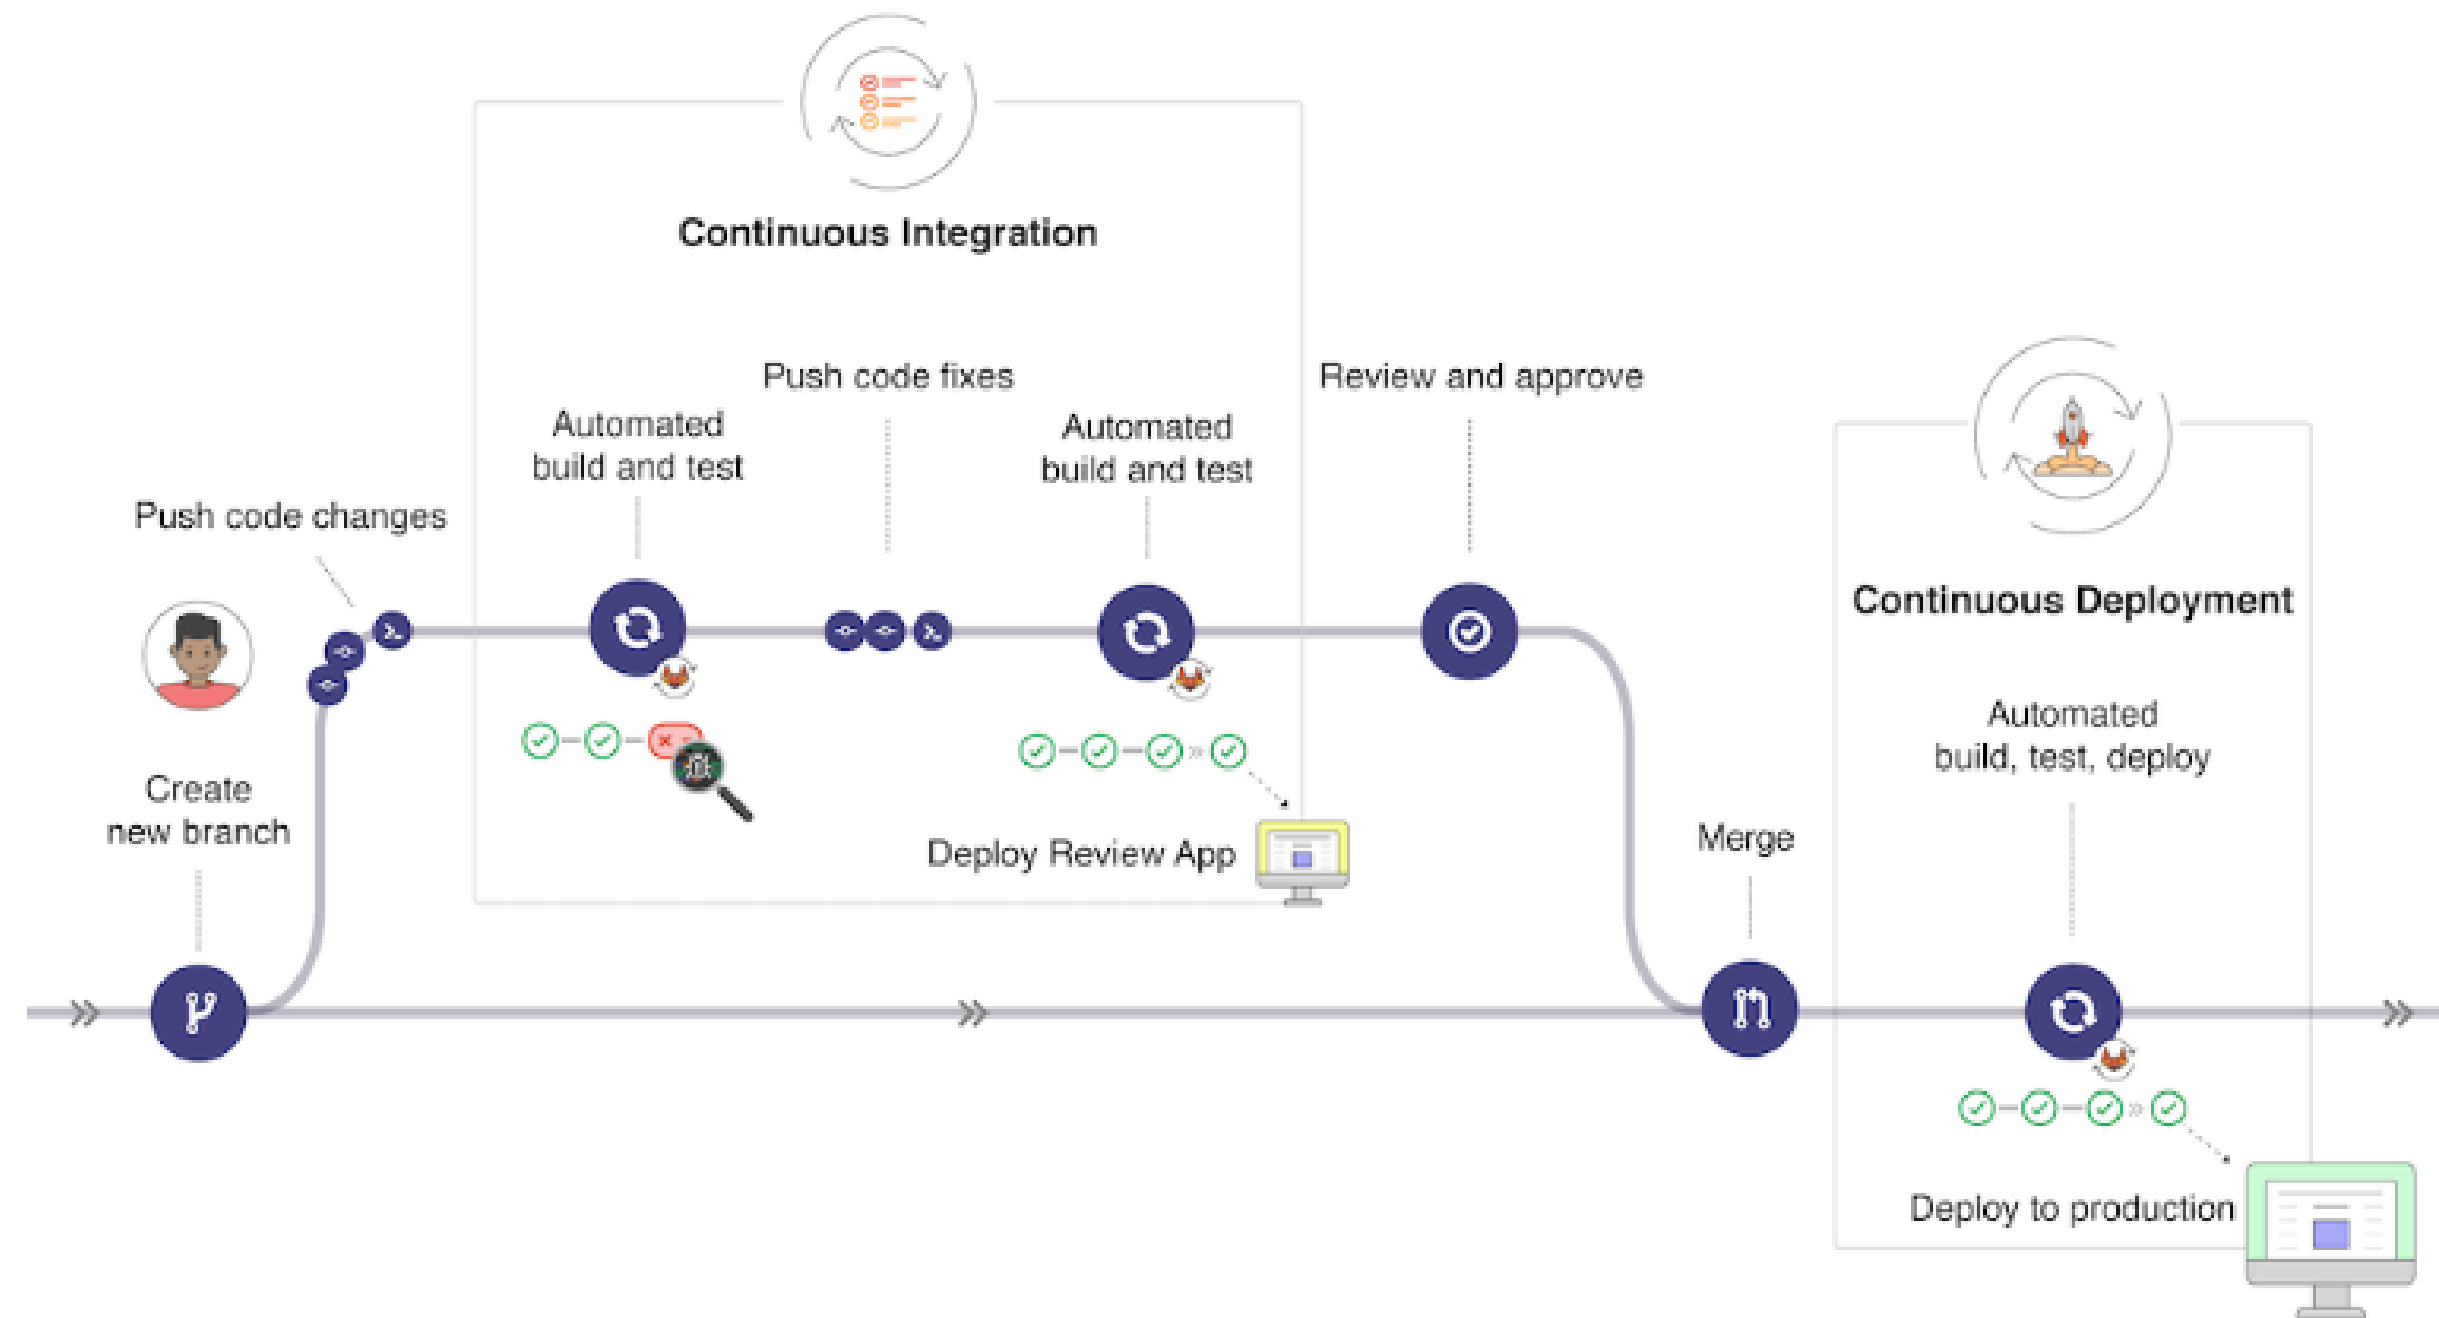 Continuous Integration
Push code fixes
Review and approve
Automated
build and test
Automated
build and test
Push code changes
Continuous Deployment
Automated
build, test, deploy
Create
new branch
Merge
Deploy Review App
Deploy to production